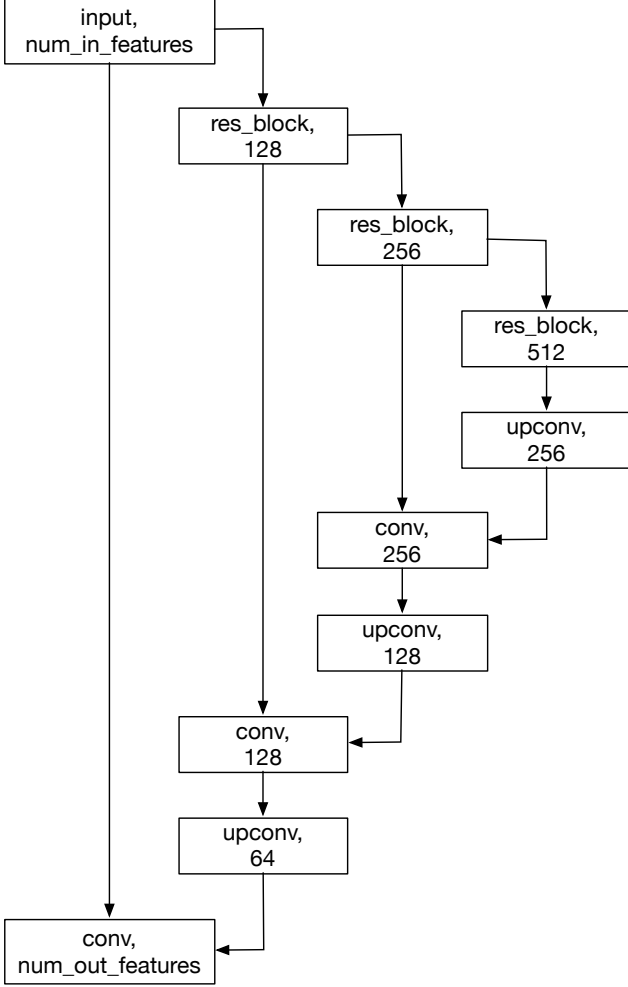 input,
num_in_features
res_block,
128
res_block,
256
res_block,
512
upconv,
256
conv,
256
upconv,
128
conv,
128
upconv,
64
conv,
num_out_features